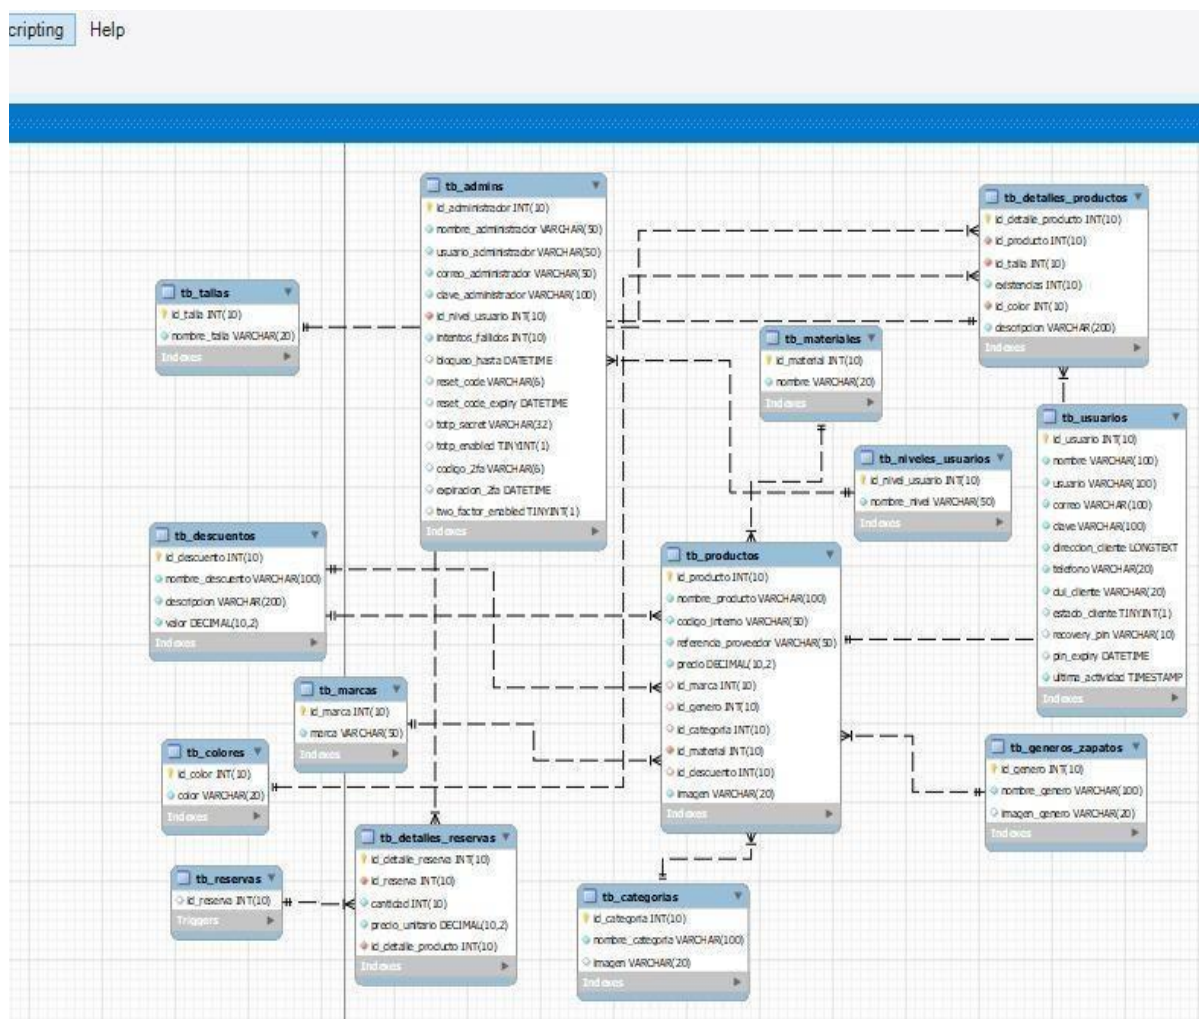 cripting Help
tb_admins
id_administrador INT(10)
nombre_administrador VARCHAR(50)
usuario_administrador VARCHAR(50)
correo_administrador VARCHAR(50)
clave_administrador VARCHAR(100)
id_nivel_usuario INT(10)
intentos_fallidos INT(10)
bloqueo_hasta DATETIME
reset_code VARCHAR(6)
reset_code_expiry DATETIME
totp_secret VARCHAR(32)
totp_enabled TINYINT(1)
codigo_2fa VARCHAR(6)
expiracion_2fa DATETIME
two_factor_enabled TINYINT(1)
Indexes
tb_detalles_productos
id_detalle_producto INT(10)
id_producto INT(10)
id_talla INT(10)
existencias INT(10)
id_color INT(10)
descripcion VARCHAR(200)
Indexes
tb_tallas
id_talla INT(10)
nombre_talla VARCHAR(20)
Indexes
tb_materiales
id_material INT(10)
nombre VARCHAR(20)
Indexes
tb_usuarios
id_usuario INT(10)
nombre VARCHAR(100)
usuario VARCHAR(100)
correo VARCHAR(100)
clave VARCHAR(100)
direccion_cliente LONGTEXT
telefono VARCHAR(20)
dui_cliente VARCHAR(20)
estado_cliente TINYINT(1)
recovery_pin VARCHAR(10)
pin_expiry DATETIME
ultima_actividad TIMESTAMP
Indexes
tb_niveles_usuarios
id_nivel_usuario INT(10)
nombre_nivel VARCHAR(50)
Indexes
tb_descuentos
id_descuento INT(10)
nombre_descuento VARCHAR(100)
descripcion VARCHAR(200)
valor DECIMAL(10,2)
Indexes
tb_productos
id_producto INT(10)
nombre_producto VARCHAR(100)
codigo_interno VARCHAR(50)
referencia_proveedor VARCHAR(50)
precio DECIMAL(10,2)
id_marca INT(10)
id_genero INT(10)
id_categoria INT(10)
id_material INT(10)
id_descuento INT(10)
imagen VARCHAR(20)
Indexes
tb_marcas
id_marca INT(10)
marca VARCHAR(50)
Indexes
tb_colores
id_color INT(10)
color VARCHAR(20)
Indexes
tb_generos_zapatos
id_genero INT(10)
nombre_genero VARCHAR(100)
imagen_genero VARCHAR(20)
Indexes
tb_detalles_reservas
id_detalle_reserva INT(10)
id_reserva INT(10)
cantidad INT(10)
precio_unitario DECIMAL(10,2)
id_detalle_producto INT(10)
Indexes
tb_reservas
id_reserva INT(10)
Triggers
tb_categorias
id_categoria INT(10)
nombre_categoria VARCHAR(100)
imagen VARCHAR(20)
Indexes